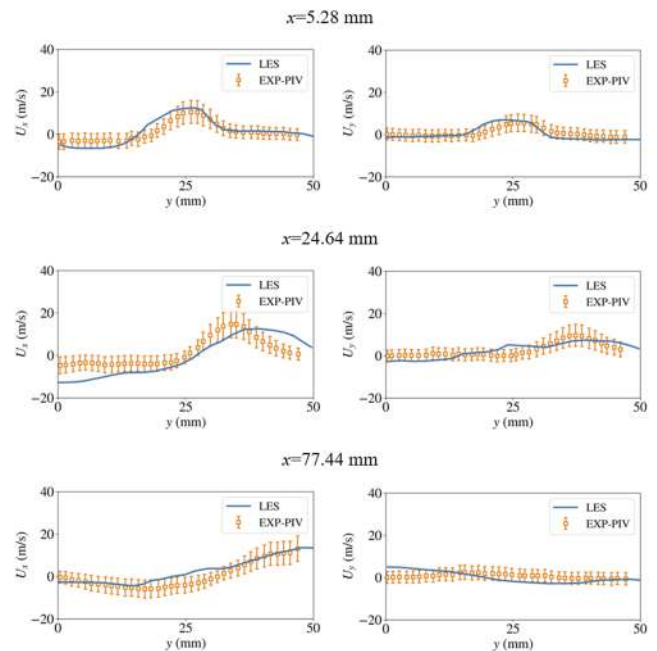 x=5.28 mm
40
20
0
−20
0
25
50
U_x (m/s)
y (mm)
LES
EXP-PIV
40
20
0
−20
0
25
50
U_y (m/s)
y (mm)
LES
EXP-PIV
x=24.64 mm
40
20
0
−20
0
25
50
U_x (m/s)
y (mm)
LES
EXP-PIV
40
20
0
−20
0
25
50
U_y (m/s)
y (mm)
LES
EXP-PIV
x=77.44 mm
40
20
0
−20
0
25
50
U_x (m/s)
y (mm)
LES
EXP-PIV
40
20
0
−20
0
25
50
U_y (m/s)
y (mm)
LES
EXP-PIV